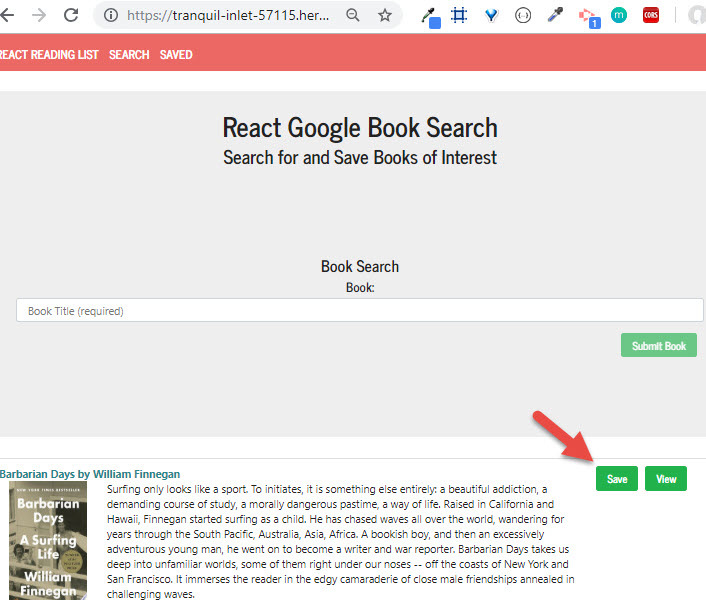 https://tranquil-inlet-57115.her...
1
m
CORS
REACT READING LIST SEARCH SAVED
React Google Book Search
Search for and Save Books of Interest
Book Search
Book:
Book Title (required)
Submit Book
Barbarian Days by William Finnegan
Save
View
NEW YORK TIMES BESTSELLER
Barbarian
Days
A Surfing
Life
William
Finnegan
Surfing only looks like a sport. To initiates, it is something else entirely: a beautiful addiction, a
demanding course of study, a morally dangerous pastime, a way of life. Raised in California and
Hawaii, Finnegan started surfing as a child. He has chased waves all over the world, wandering for
years through the South Pacific, Australia, Asia, Africa. A bookish boy, and then an excessively
adventurous young man, he went on to become a writer and war reporter. Barbarian Days takes us
deep into unfamiliar worlds, some of them right under our noses -- off the coasts of New York and
San Francisco. It immerses the reader in the edgy camaraderie of close male friendships annealed in
challenging waves.